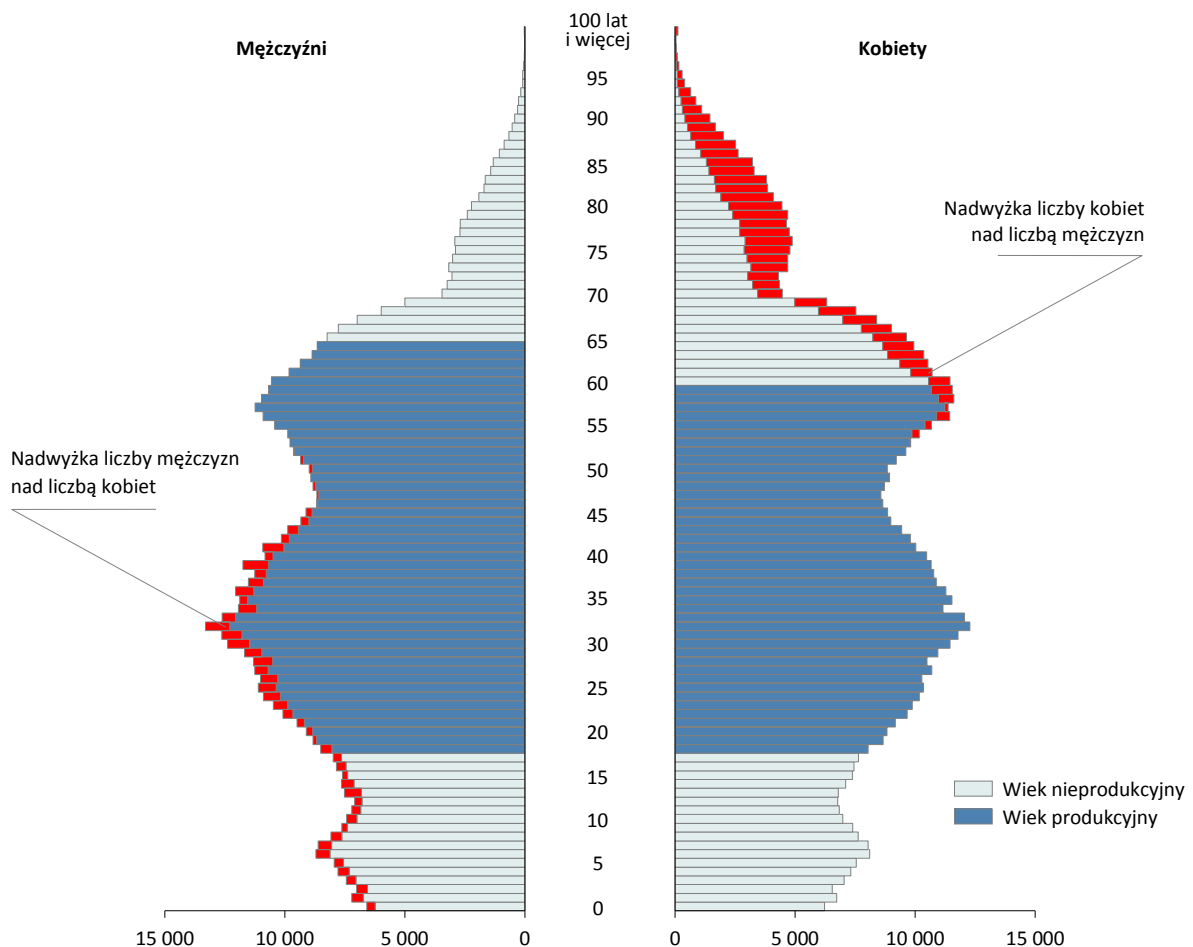 100 lat
i więcej
Mężczyźni
Kobiety
95
90
85
80
Nadwyżka liczby kobiet
nad liczbą mężczyzn
75
70
65
60
55
Nadwyżka liczby mężczyzn
nad liczbą kobiet
50
45
40
35
30
25
20
15
Wiek nieprodukcyjny
10
Wiek produkcyjny
5
0
15 000
10 000
5 000
0
0
5 000
10 000
15 000